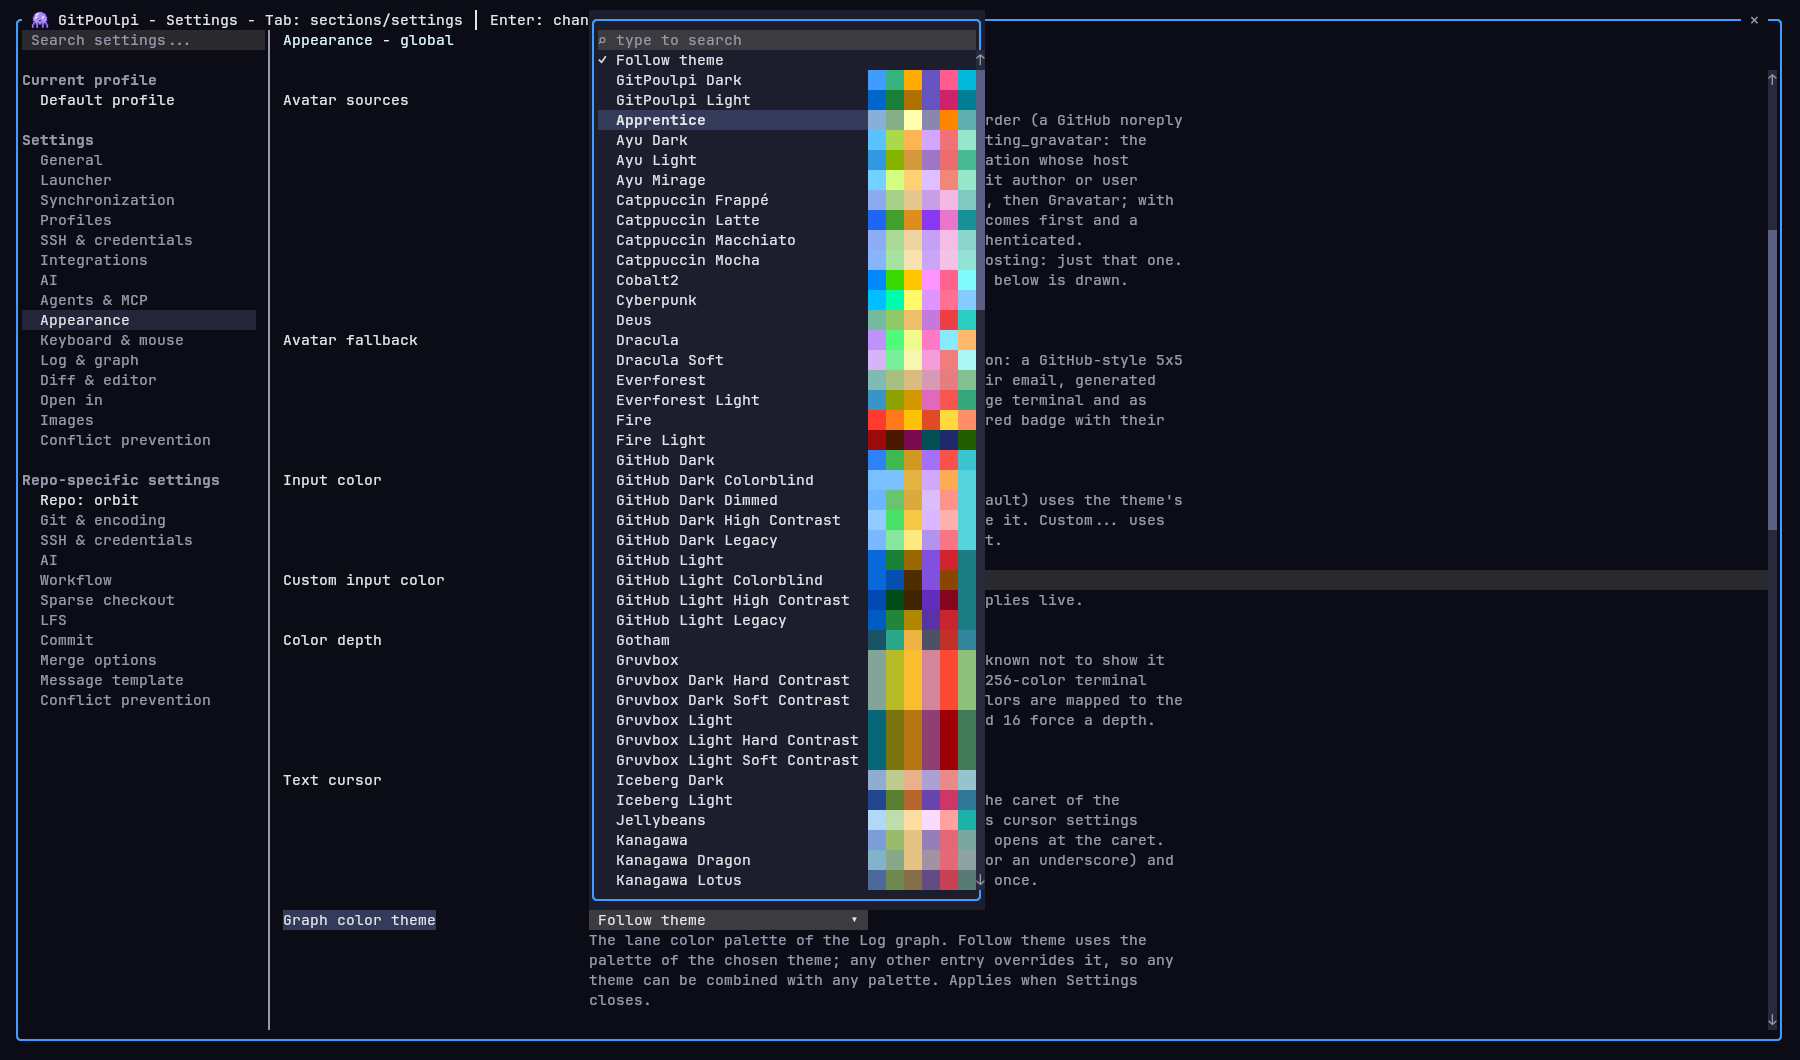 GitPoulpi - Settings - Tab: sections/settings │ Enter: chan
×
Search settings...
Current profile
Default profile
Settings
General
Launcher
Synchronization
Profiles
SSH & credentials
Integrations
AI
Agents & MCP
Appearance
Keyboard & mouse
Log & graph
Diff & editor
Open in
Images
Conflict prevention
Repo-specific settings
Repo: orbit
Git & encoding
SSH & credentials
AI
Workflow
Sparse checkout
LFS
Commit
Merge options
Message template
Conflict prevention
Appearance - global
Avatar sources
Avatar fallback
Input color
Custom input color
Color depth
Text cursor
Graph color theme
type to search
✓ Follow theme
GitPoulpi Dark
GitPoulpi Light
Apprentice
Ayu Dark
Ayu Light
Ayu Mirage
Catppuccin Frappé
Catppuccin Latte
Catppuccin Macchiato
Catppuccin Mocha
Cobalt2
Cyberpunk
Deus
Dracula
Dracula Soft
Everforest
Everforest Light
Fire
Fire Light
GitHub Dark
GitHub Dark Colorblind
GitHub Dark Dimmed
GitHub Dark High Contrast
GitHub Dark Legacy
GitHub Light
GitHub Light Colorblind
GitHub Light High Contrast
GitHub Light Legacy
Gotham
Gruvbox
Gruvbox Dark Hard Contrast
Gruvbox Dark Soft Contrast
Gruvbox Light
Gruvbox Light Hard Contrast
Gruvbox Light Soft Contrast
Iceberg Dark
Iceberg Light
Jellybeans
Kanagawa
Kanagawa Dragon
Kanagawa Lotus
rder (a GitHub noreply
ting_gravatar: the
ation whose host
it author or user
, then Gravatar; with
comes first and a
henticated.
osting: just that one.
below is drawn.
on: a GitHub-style 5x5
ir email, generated
ge terminal and as
red badge with their
ault) uses the theme's
e it. Custom... uses
t.
plies live.
known not to show it
256-color terminal
lors are mapped to the
d 16 force a depth.
he caret of the
s cursor settings
opens at the caret.
or an underscore) and
once.
Follow theme ▾
The lane color palette of the Log graph. Follow theme uses the
palette of the chosen theme; any other entry overrides it, so any
theme can be combined with any palette. Applies when Settings
closes.